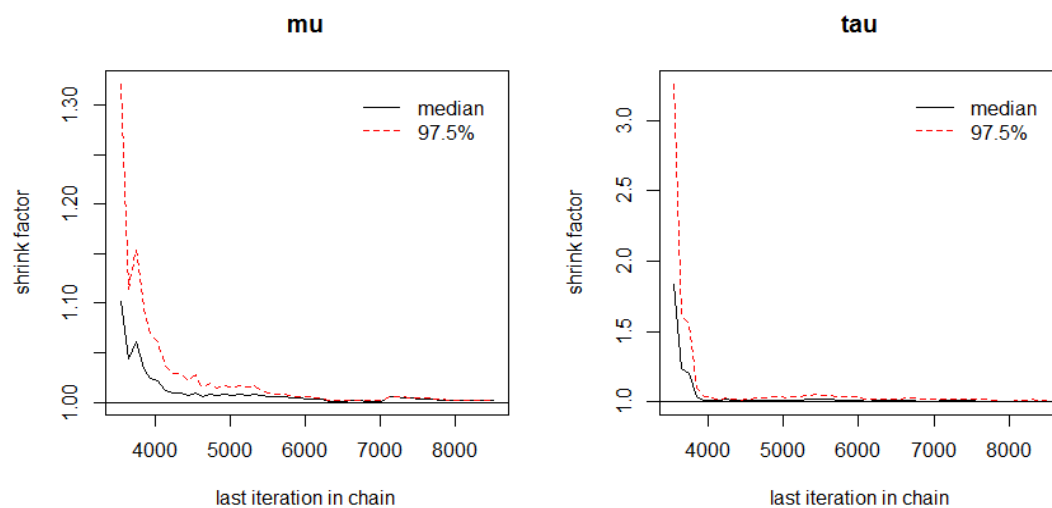 mu
shrink factor
1.00
1.10
1.20
1.30
median
97.5%
4000 5000 6000 7000 8000
last iteration in chain
tau
shrink factor
1.0
1.5
2.0
2.5
3.0
median
97.5%
4000 5000 6000 7000 8000
last iteration in chain